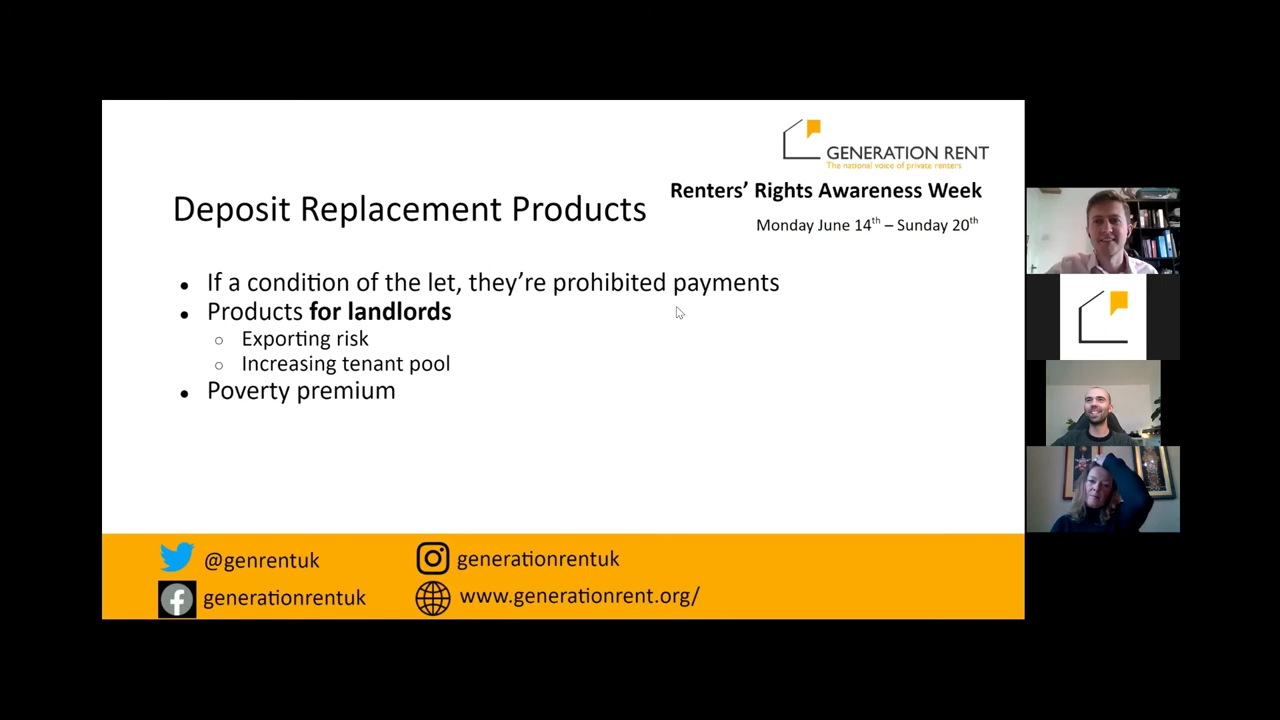 GENERATION RENT
The national voice of private renters
Renters’ Rights Awareness Week
Monday June 14th – Sunday 20th
Deposit Replacement Products
• If a condition of the let, they’re prohibited payments
• Products for landlords
○ Exporting risk
○ Increasing tenant pool
• Poverty premium
@genrentuk
generationrentuk
generationrentuk
www.generationrent.org/